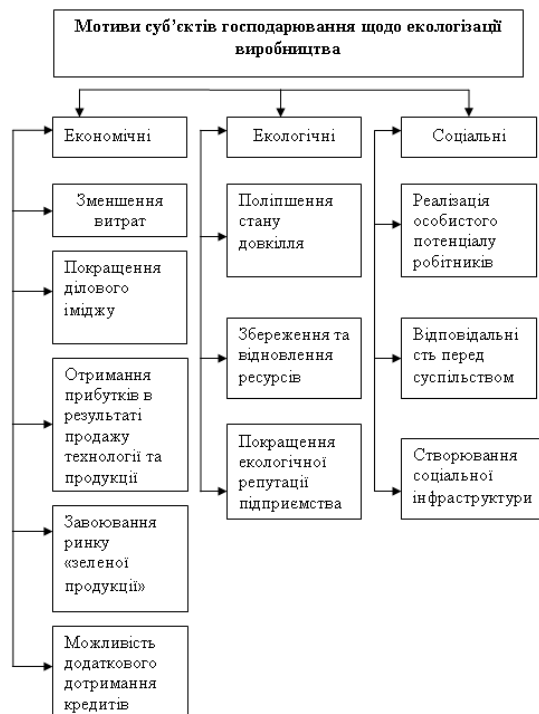 Мотиви суб’єктів господарювання щодо екологізації
виробництва
Економічні
Екологічні
Соціальні
Зменшення
витрат
Покращення
ділового
іміджу
Отримання
прибутків в
результаті
продажу
технології та
продукції
Завоювання
ринку
«зеленої
продукції»
Можливість
додаткового
дотримання
кредитів
Поліпшення
стану
довкілля
Збереження та
відновлення
ресурсів
Покращення
екологічної
репутації
підприємства
Реалізація
особистого
потенціалу
робітників
Відповідальні
сть перед
суспільством
Створювання
соціальної
інфраструктури